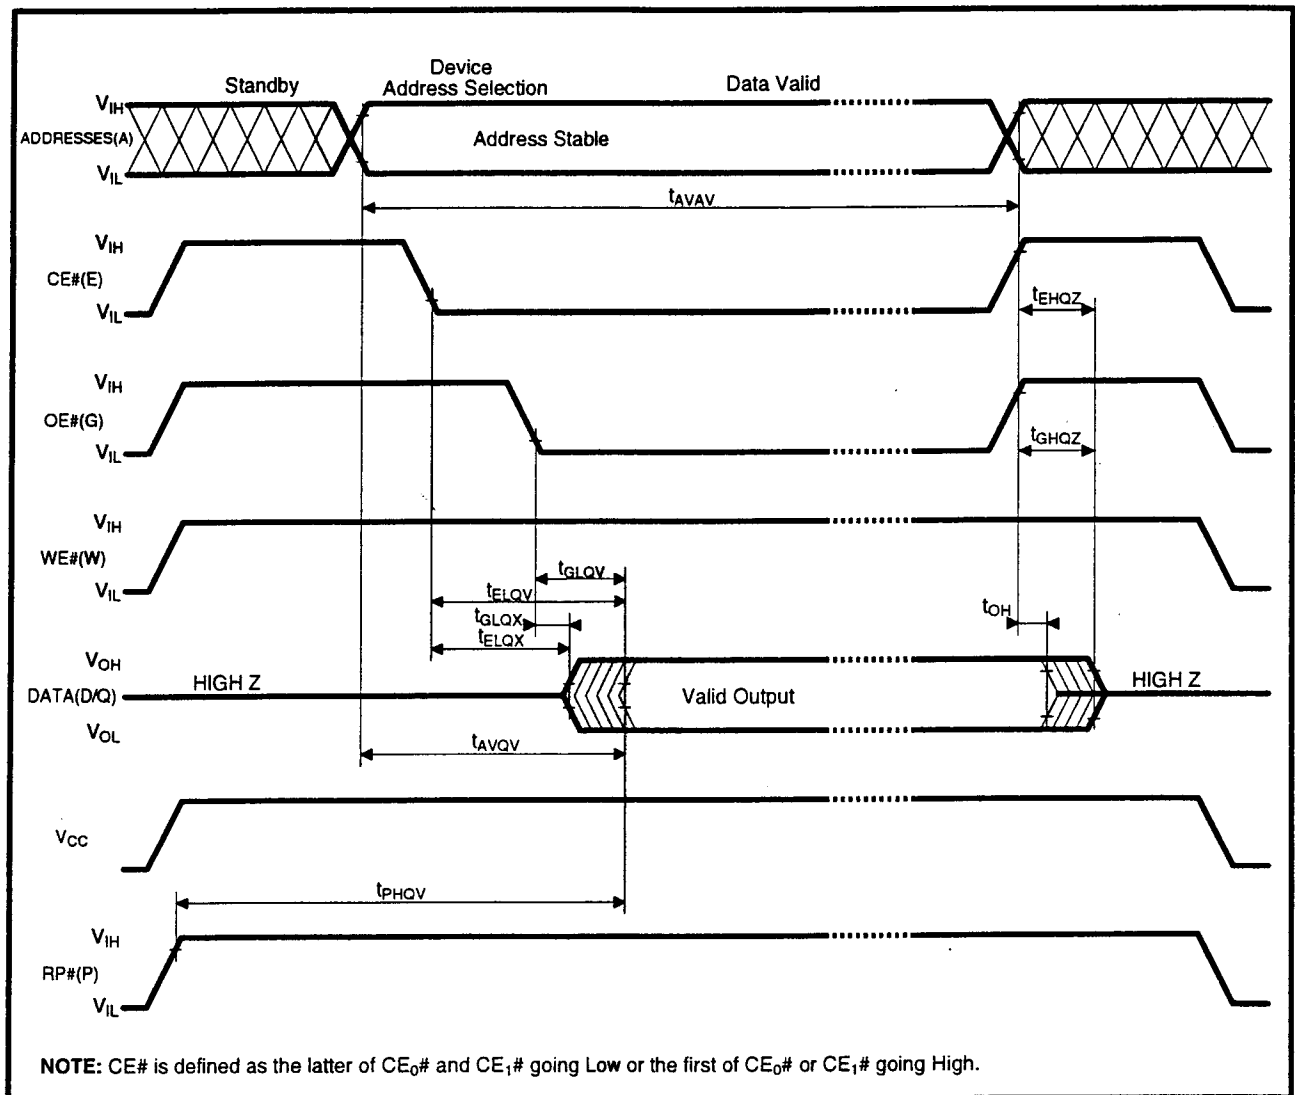 Standby
Device
Address Selection
Data Valid
VIH
ADDRESSES(A)
Address Stable
VIL
tAVAV
VIH
CE#(E)
tEHQZ
VIL
VIH
OE#(G)
tGHQZ
VIL
VIH
WE#(W)
tGLQV
VIL
tELQV
tGLQX
tOH
tELQX
VOH
HIGH Z
HIGH Z
DATA(D/Q)
Valid Output
VOL
tAVQV
VCC
tPHQV
VIH
RP#(P)
VIL
NOTE: CE# is defined as the latter of CE0# and CE1# going Low or the first of CE0# or CE1# going High.